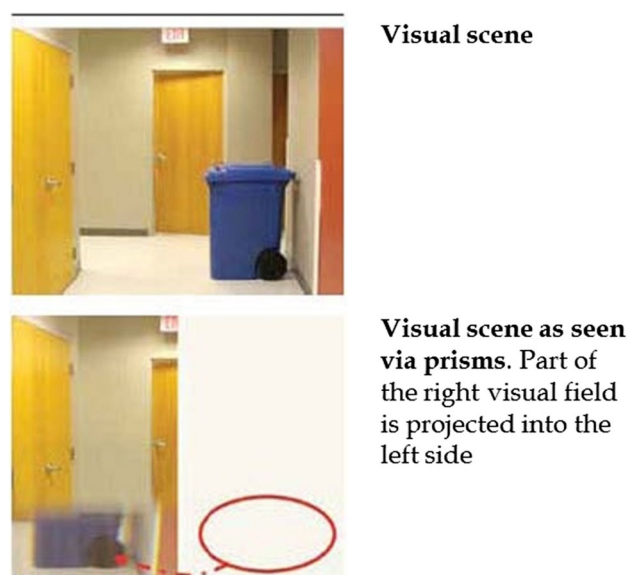 EXIT
Visual scene
Visual scene as seen
via prisms. Part of
the right visual field
is projected into the
left side